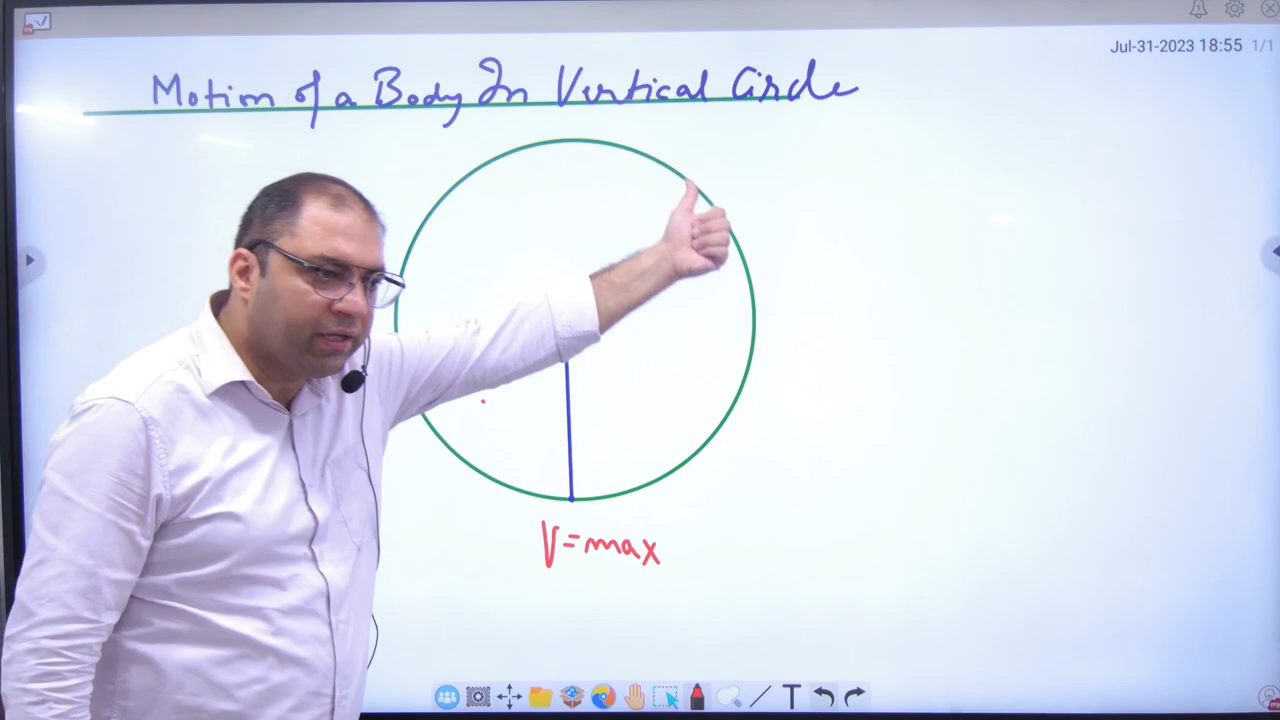 Jul-31-2023 18:55 1/1
Motion of a Body In Vertical Circle
V=max
T